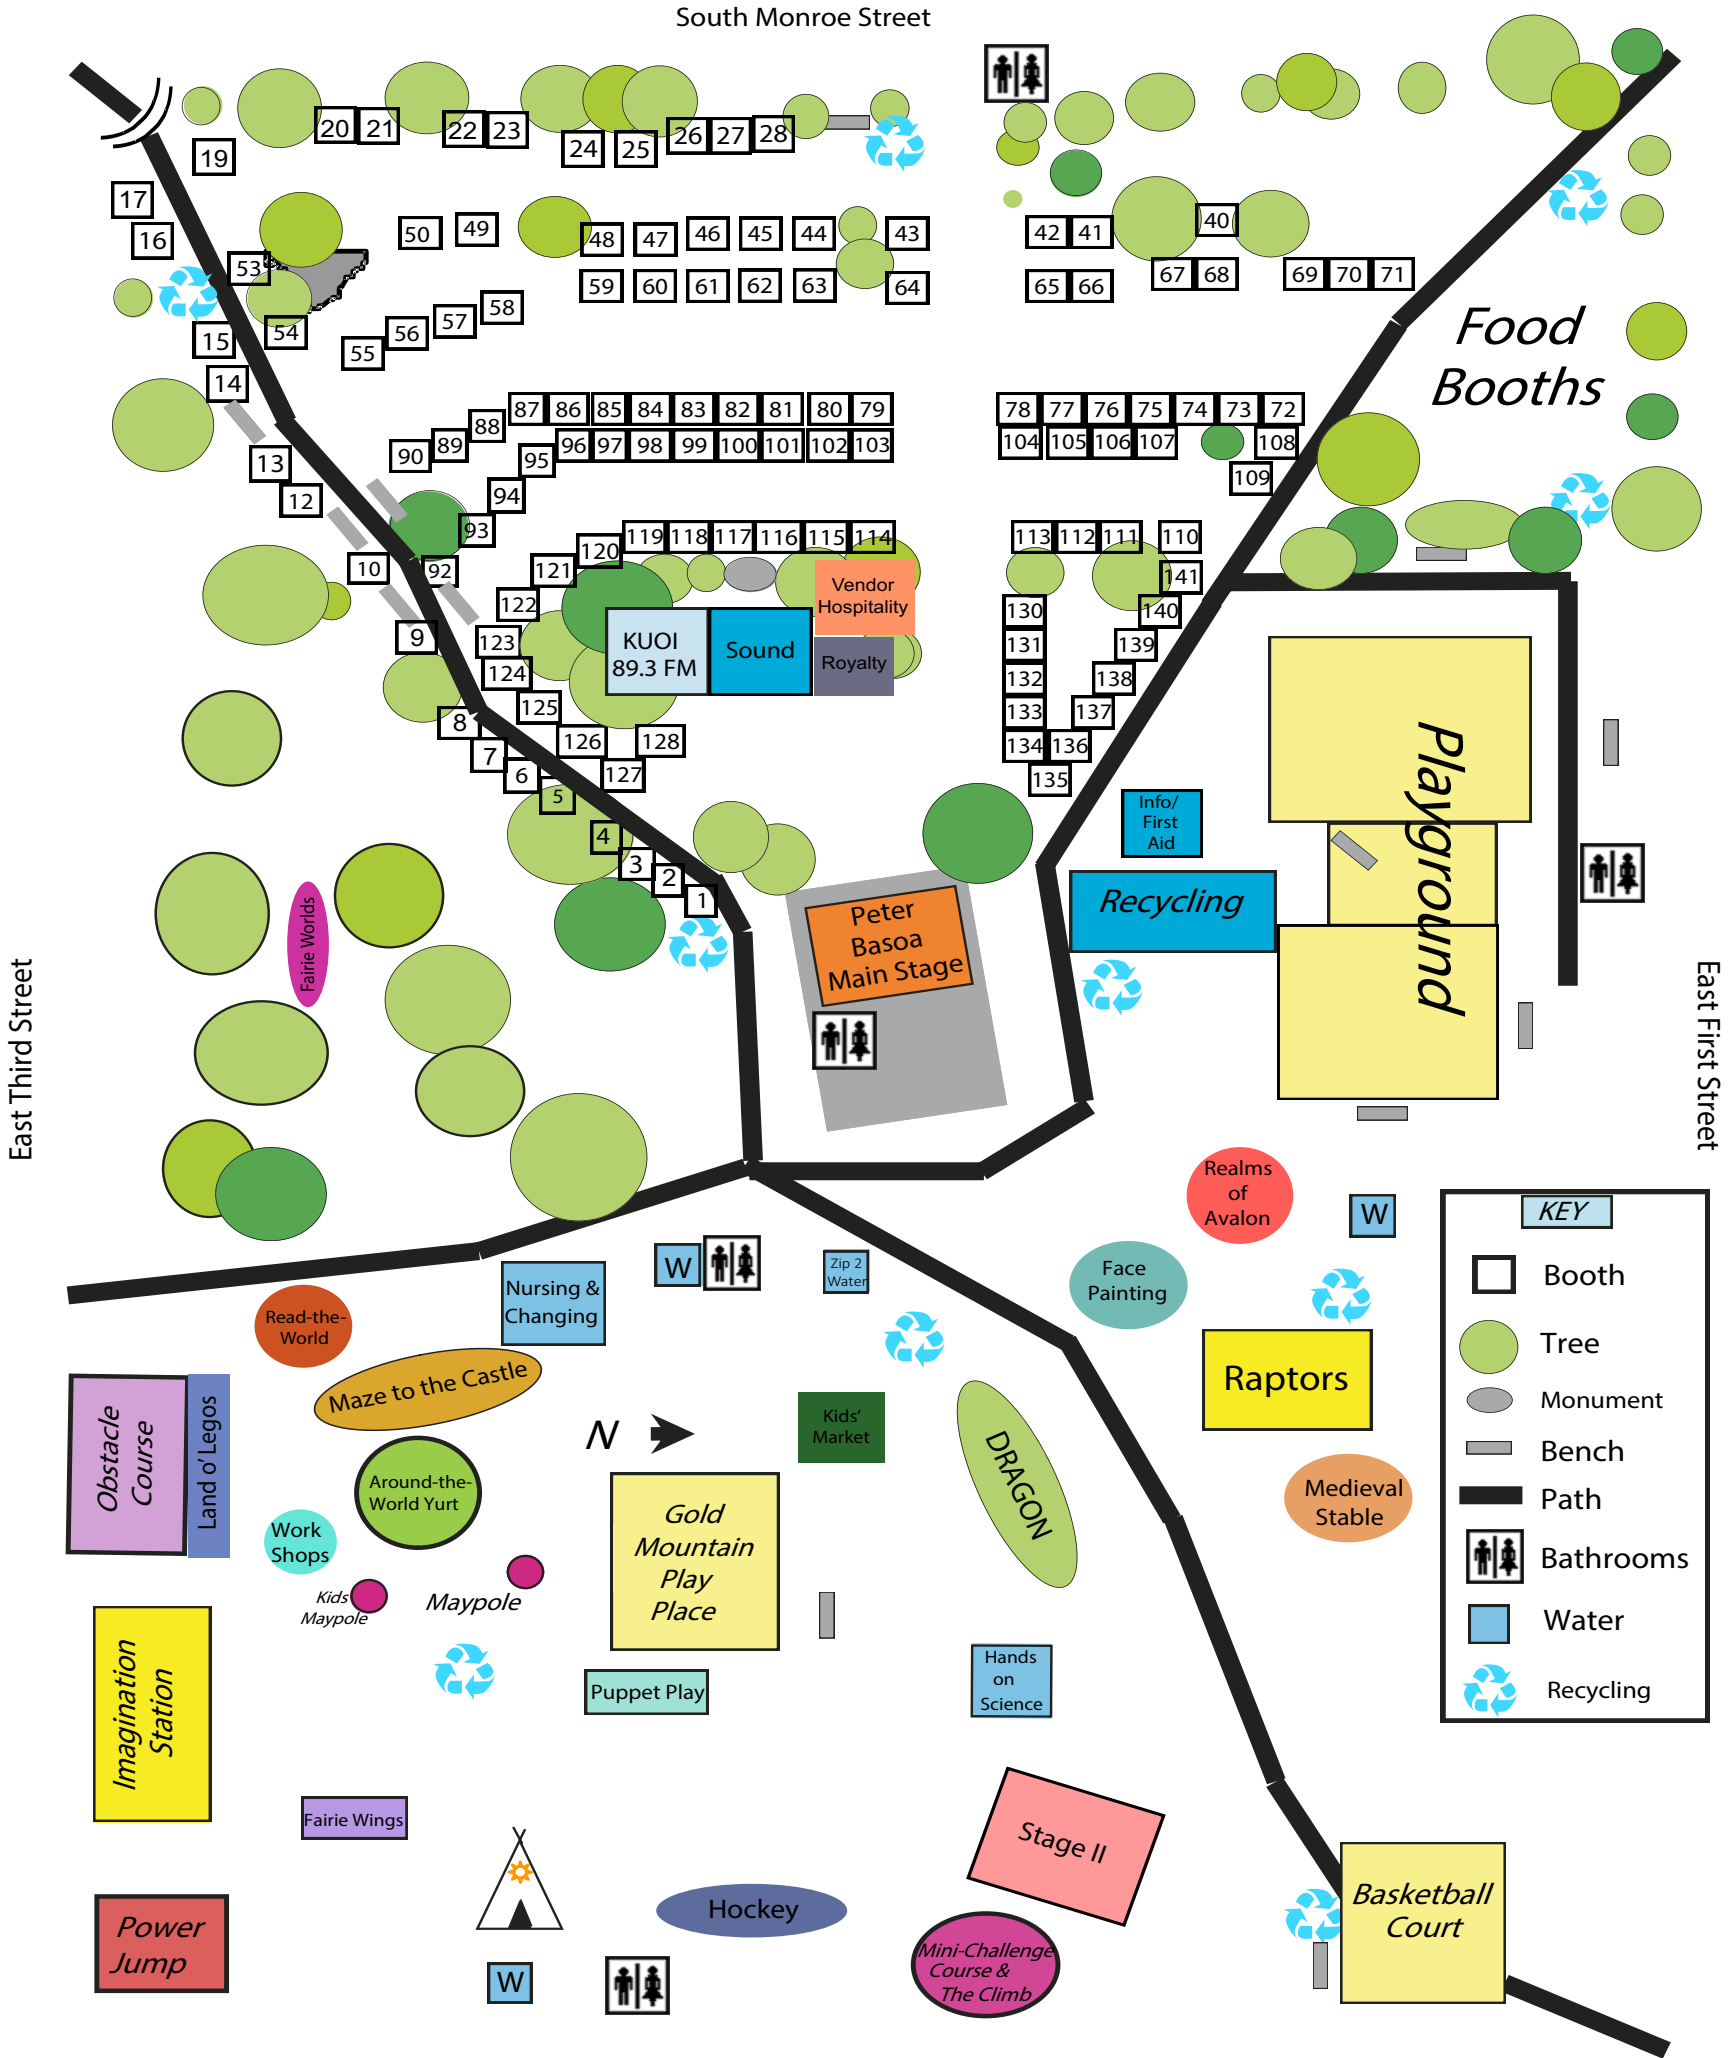 South Monroe Street
20 21 22 23 24 25 26 27 28
19
17
16
50 49 48 47 46 45 44 43 42 41 40
53
59 60 61 62 63 64 65 66 67 68 69 70 71
54 55 56 57 58
15
14
Food
Booths
87 86 85 84 83 82 81 80 79 78 77 76 75 74 73 72
90 89 88
96 97 98 99 100 101 102 103 104 105 106 107 108
95
94
93
92
109
13
12
10
9
119 118 117 116 115 114 113 112 111 110
120
121
122
123
124
125
126
127
128
141
140
139
138
137
136
135
130
131
132
133
134
Vendor
Hospitality
KUOI
89.3 FM
Sound
Royalty
8
7
6
5
4
3
2
1
Info/
First
Aid
Recycling
Playground
Peter
Basoa
Main Stage
Fairie Worlds
East Third Street
East First Street
Realms
of
Avalon
W
Face
Painting
Raptors
Medieval
Stable
KEY
Booth
Tree
Monument
Bench
Path
Bathrooms
Water
Recycling
W
Zip 2
Water
Nursing &
Changing
Read-the-
World
Maze to the Castle
Obstacle
Course
Land o' Legos
Around-the-
World Yurt
Work
Shops
Kids
Maypole
Maypole
N
Kids'
Market
Gold
Mountain
Play
Place
DRAGON
Puppet Play
Hands
on
Science
Imagination
Station
Fairie Wings
Stage II
Power
Jump
Hockey
Mini-Challenge
Course &
The Climb
Basketball
Court
W